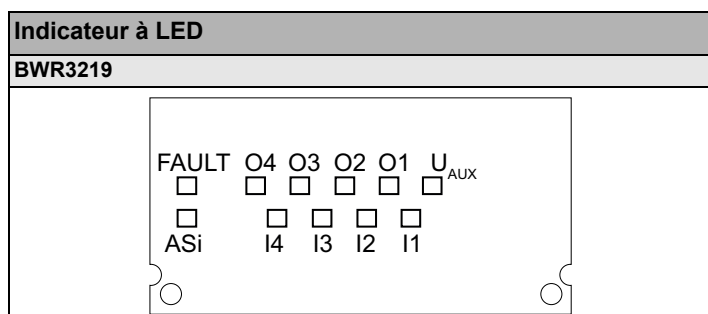 Indicateur à LED
BWR3219
FAULT O4 O3 O2 O1 UAUX
ASi I4 I3 I2 I1